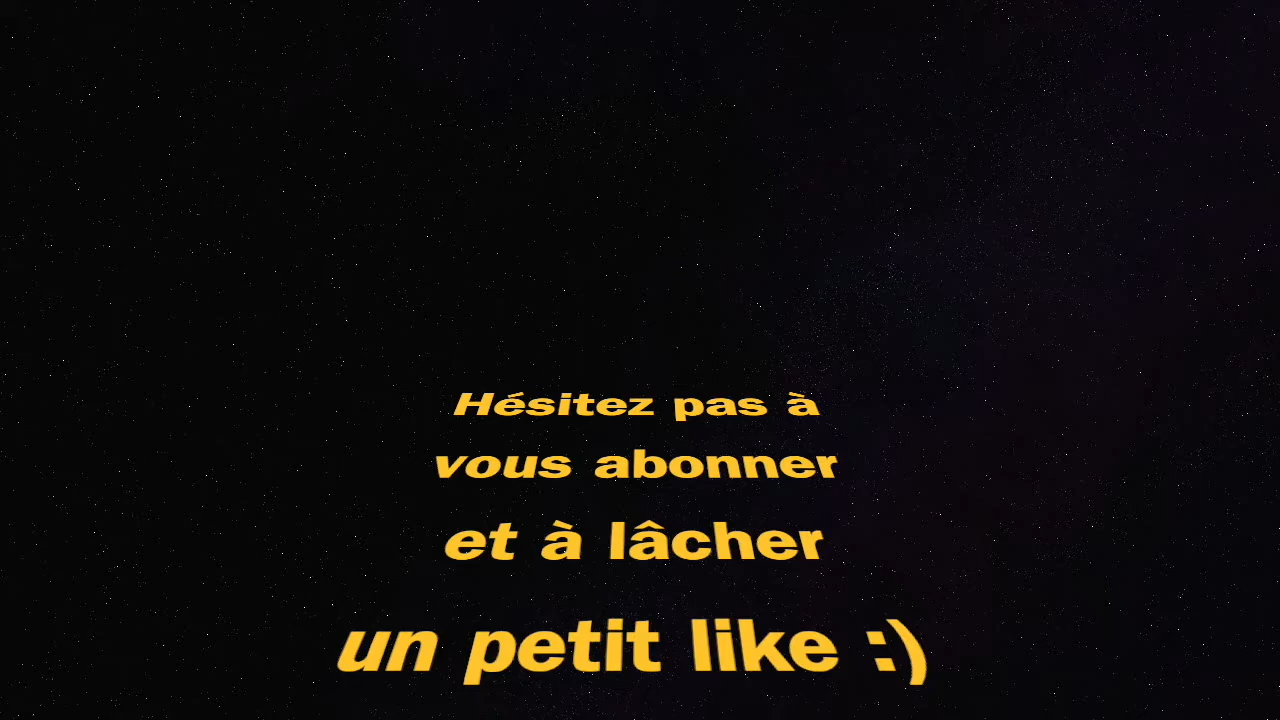 Hésitez pas à
vous abonner
et à lâcher
un petit like :)